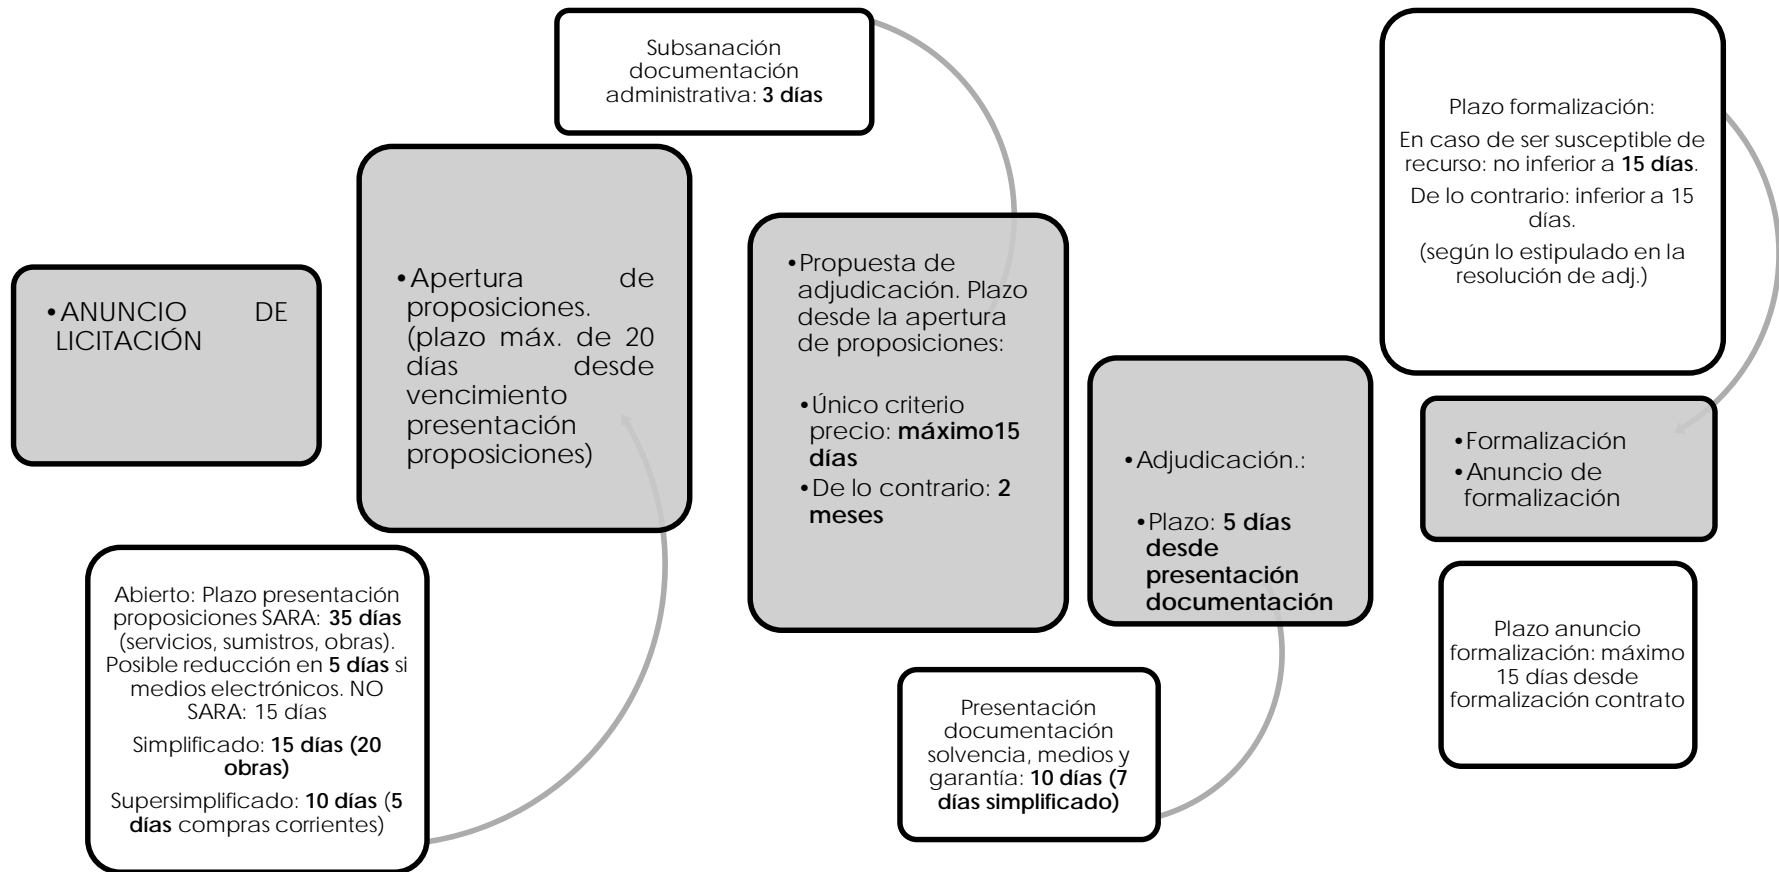 •ANUNCIO DE
LICITACIÓN
Abierto: Plazo presentación
proposiciones SARA: 35 días
(servicios, sumistros, obras).
Posible reducción en 5 días si
medios electrónicos. NO
SARA: 15 días
Simplificado: 15 días (20
obras)
Supersimplificado: 10 días (5
días compras corrientes)
•Apertura de
proposiciones.
(plazo máx. de 20
días desde
vencimiento
presentación
proposiciones)
Subsanación
documentación
administrativa: 3 días
•Propuesta de
adjudicación. Plazo
desde la apertura
de proposiciones:
•Único criterio
precio: máximo15
días
•De lo contrario: 2
meses
Presentación
documentación
solvencia, medios y
garantía: 10 días (7
días simplificado)
•Adjudicación.:
•Plazo: 5 días
desde
presentación
documentación
Plazo formalización:
En caso de ser susceptible de
recurso: no inferior a 15 días.
De lo contrario: inferior a 15
días.
(según lo estipulado en la
resolución de adj.)
•Formalización
•Anuncio de
formalización
Plazo anuncio
formalización: máximo
15 días desde
formalización contrato